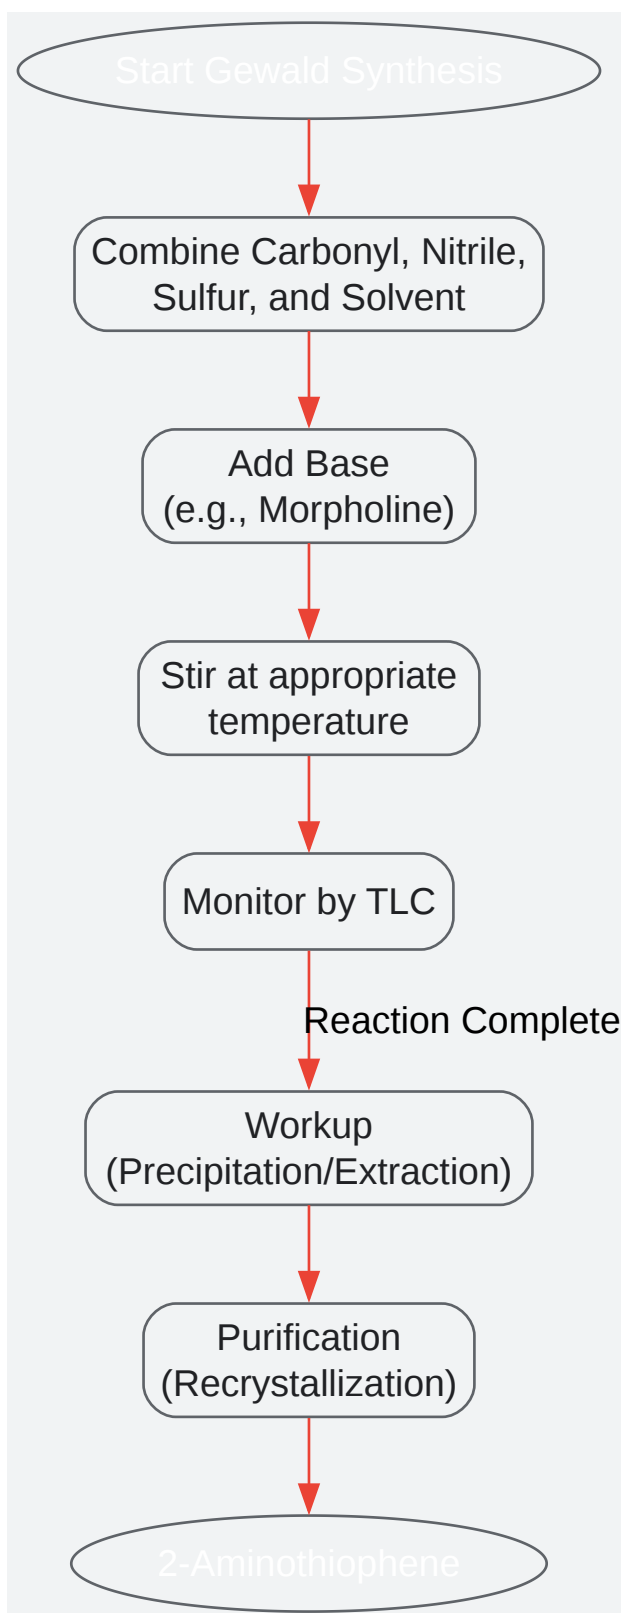 Start Gewald Synthesis
Combine Carbonyl, Nitrile,
Sulfur, and Solvent
Add Base
(e.g., Morpholine)
Stir at appropriate
temperature
Monitor by TLC
Reaction Complete
Workup
(Precipitation/Extraction)
Purification
(Recrystallization)
2-Aminothiophene